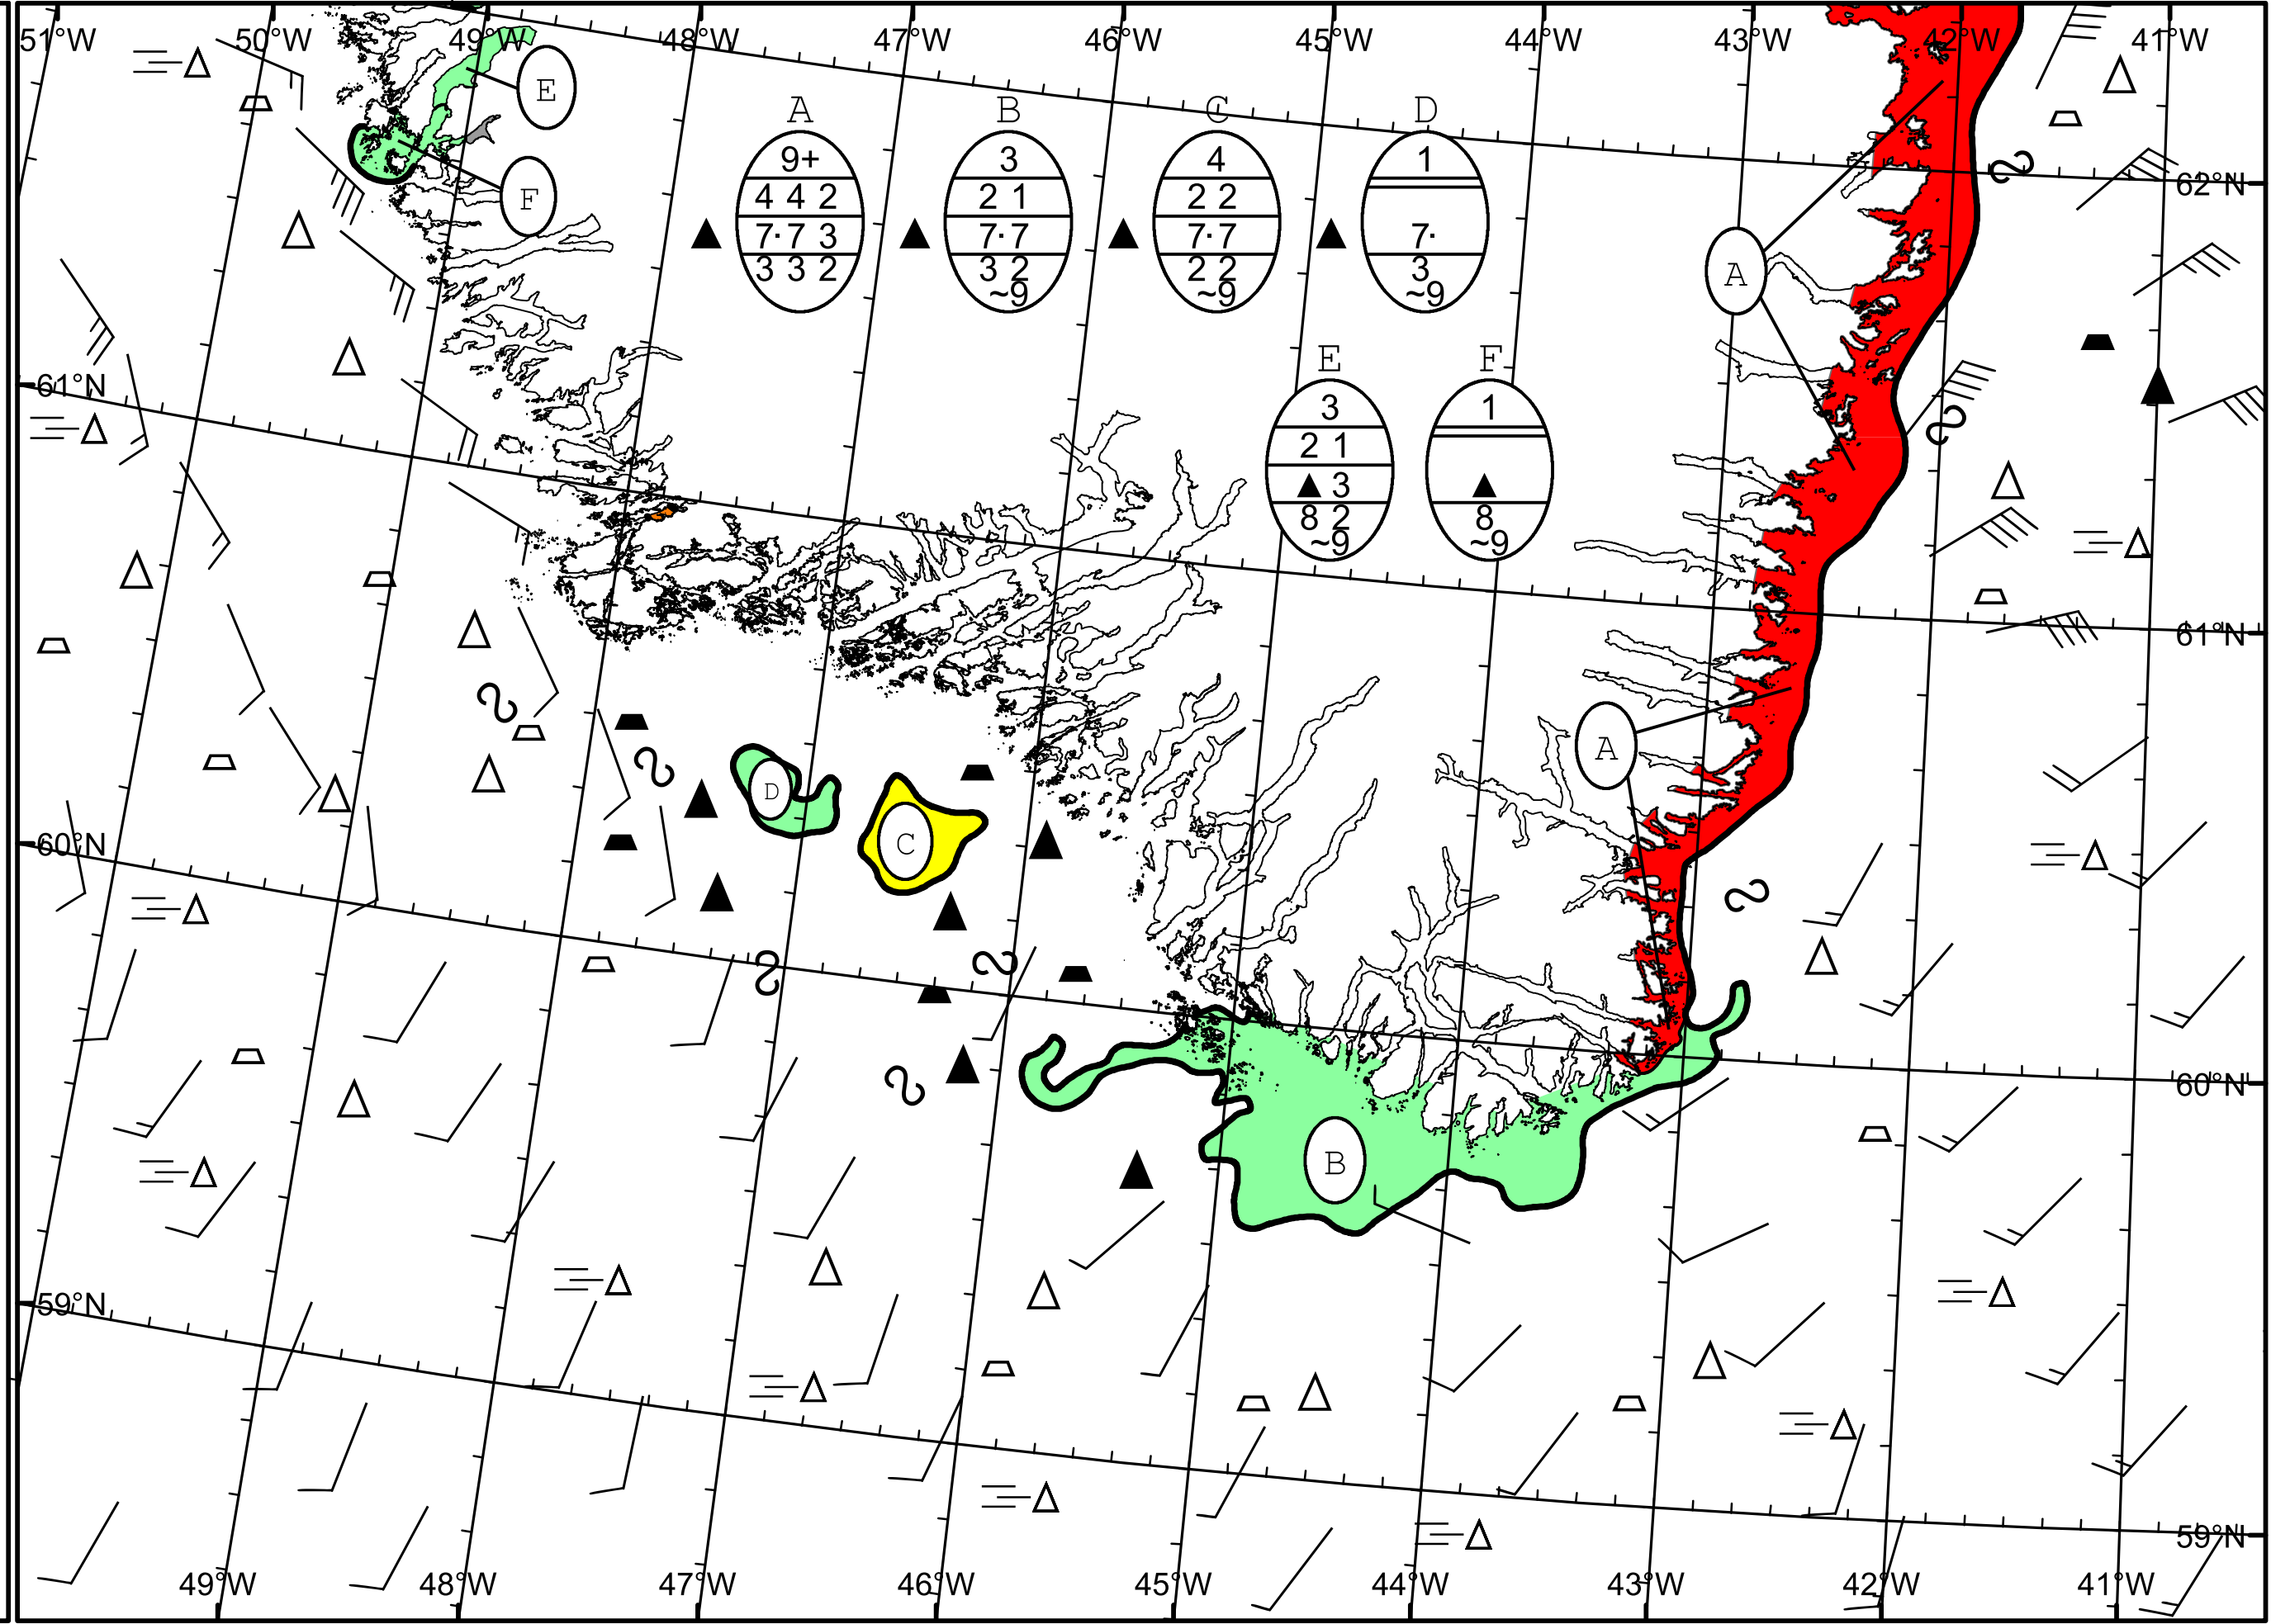 51°W 50°W 49°W 48°W 47°W 46°W 45°W 44°W 43°W 42°W 41°W
E
A B C D
9+ 3 4 1
4 4 2 2 1 2 2
7·7 3 7·7 7·7 7·
3 3 2 3 2 2 2 3
~9 ~9 ~9
F
62°N
A
E F
3 1
2 1
▲ 3 ▲
8 2 8
~9 ~9
61°N
61°N
A
D
C
60°N
60°N
B
59°N
59°N
49°W 48°W 47°W 46°W 45°W 44°W 43°W 42°W 41°W